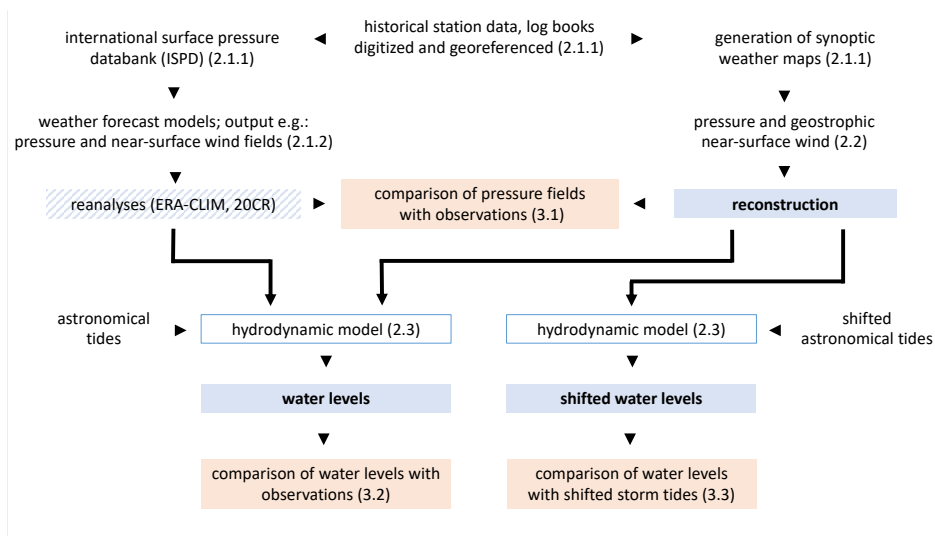 historical station data, log books
digitized and georeferenced (2.1.1)
international surface pressure
databank (ISPD) (2.1.1)
generation of synoptic
weather maps (2.1.1)
weather forecast models; output e.g.:
pressure and near-surface wind fields (2.1.2)
pressure and geostrophic
near-surface wind (2.2)
reanalyses (ERA-CLIM, 20CR)
comparison of pressure fields
with observations (3.1)
reconstruction
astronomical
tides
hydrodynamic model (2.3)
hydrodynamic model (2.3)
shifted
astronomical tides
water levels
shifted water levels
comparison of water levels with
observations (3.2)
comparison of water levels
with shifted storm tides (3.3)